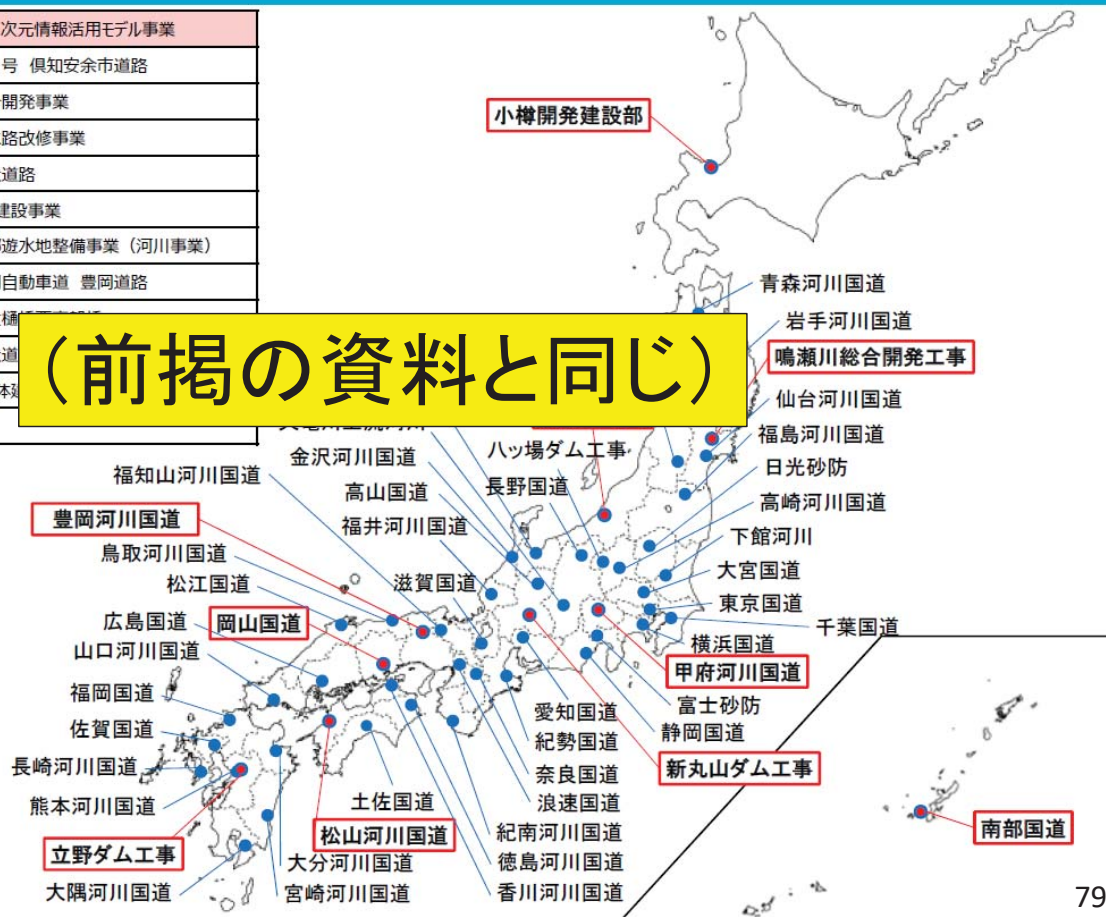 次元情報活用モデル事業
号 倶知安余市道路
開発事業
路改修事業
道路
建設事業
遊水地整備事業（河川事業）
自動車道 豊岡道路
道
（前掲の資料と同じ）
小樽開発建設部
青森河川国道
岩手河川国道
鳴瀬川総合開発工事
仙台河川国道
福島河川国道
日光砂防
高崎河川国道
下館河川
大宮国道
東京国道
千葉国道
横浜国道
甲府河川国道
富士砂防
静岡国道
新丸山ダム工事
八ッ場ダム工事
長野国道
金沢河川国道
高山国道
福井河川国道
滋賀国道
福知山河川国道
豊岡河川国道
鳥取河川国道
松江国道
岡山国道
広島国道
山口河川国道
福岡国道
佐賀国道
長崎河川国道
熊本河川国道
立野ダム工事
大隅河川国道
宮崎河川国道
大分河川国道
松山河川国道
土佐国道
愛知国道
紀勢国道
奈良国道
浪速国道
紀南河川国道
徳島河川国道
香川河川国道
南部国道
79